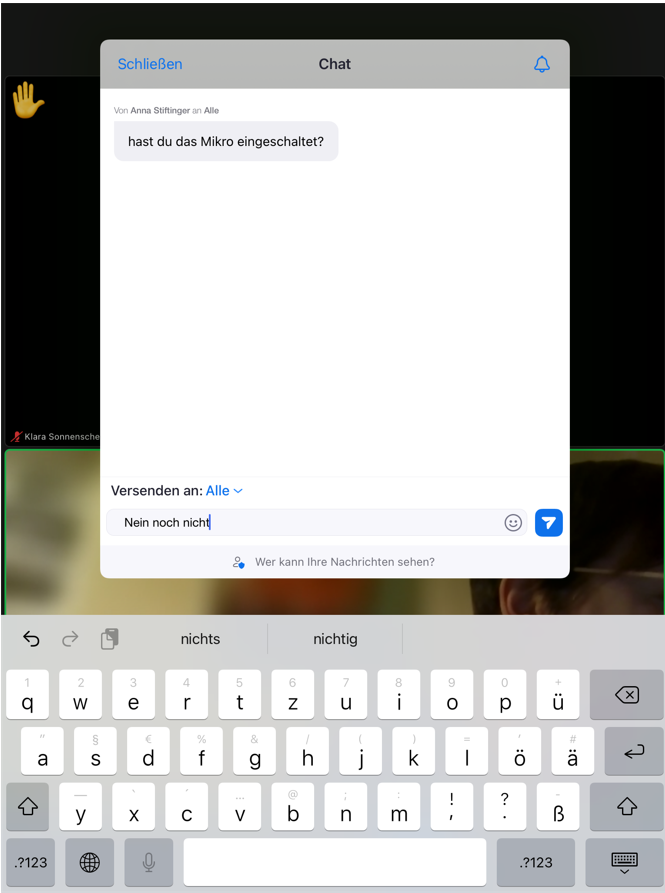 Schließen Chat
Von Anna Stiftinger an Alle
hast du das Mikro eingeschaltet?
Klara Sonnensche
Versenden an: Alle
Nein noch nicht
Wer kann Ihre Nachrichten sehen?
nichts nichtig
1 2 3 4 5 6 7 8 9 0 +
q w e r t z u i o p ü
" § € % & / ( ) = ' #
a s d f g h j k l ö ä
— ` ´ ... @ ; : ! ? -
y x c v b n m , . ß
.?123 .?123